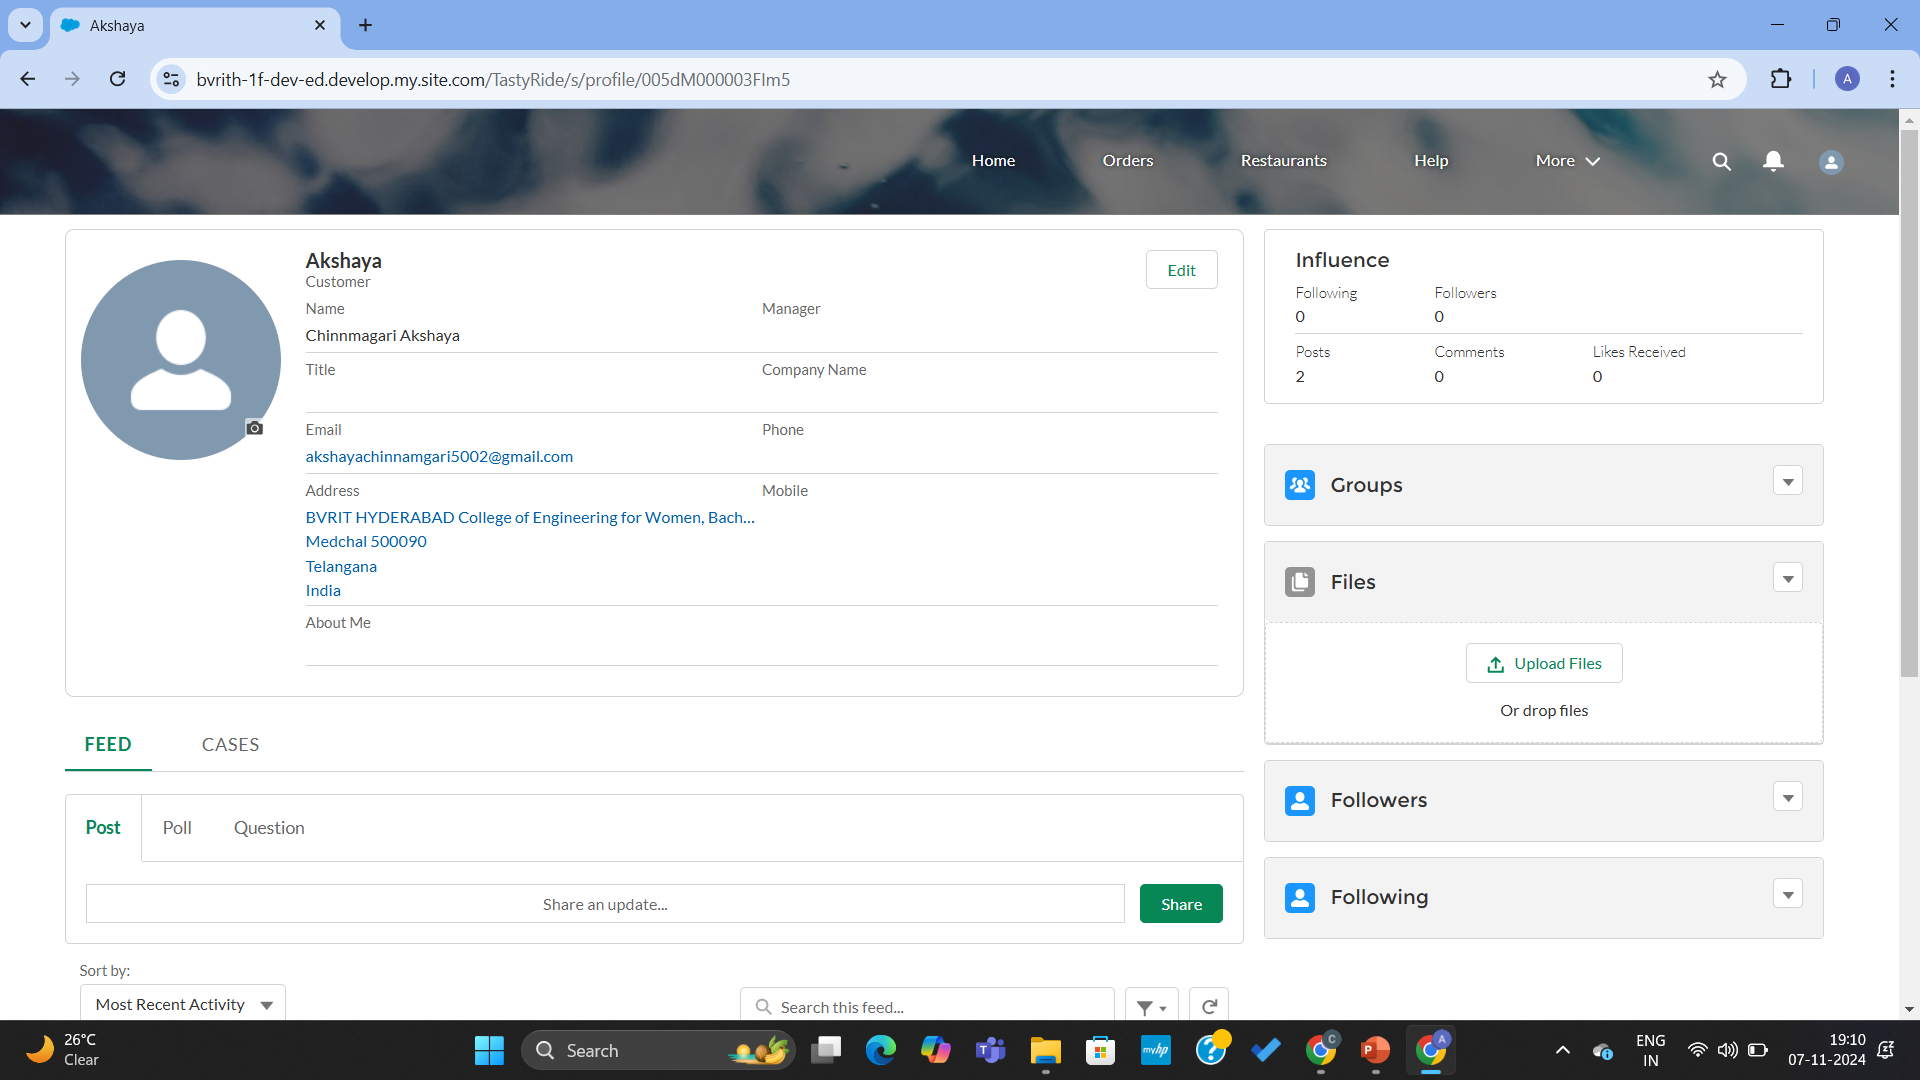 Akshaya
bvrith-1f-dev-ed.develop.my.site.com/TastyRide/s/profile/005dM000003FIm5
A
Home Orders Restaurants Help More
Akshaya
Customer
Edit
Name
Chinnmagari Akshaya
Manager
Title
Company Name
Email
akshayachinnamgari5002@gmail.com
Phone
Address
BVRIT HYDERABAD College of Engineering for Women, Bach...
Medchal 500090
Telangana
India
Mobile
About Me
Influence
Following Followers
0 0
Posts Comments Likes Received
2 0 0
Groups
Files
Upload Files
Or drop files
Followers
Following
FEED CASES
Post Poll Question
Share an update...
Share
Sort by:
Most Recent Activity
Search this feed...
26°C
Clear
Search
myhp
C
P
A
ENG
IN
19:10
07-11-2024